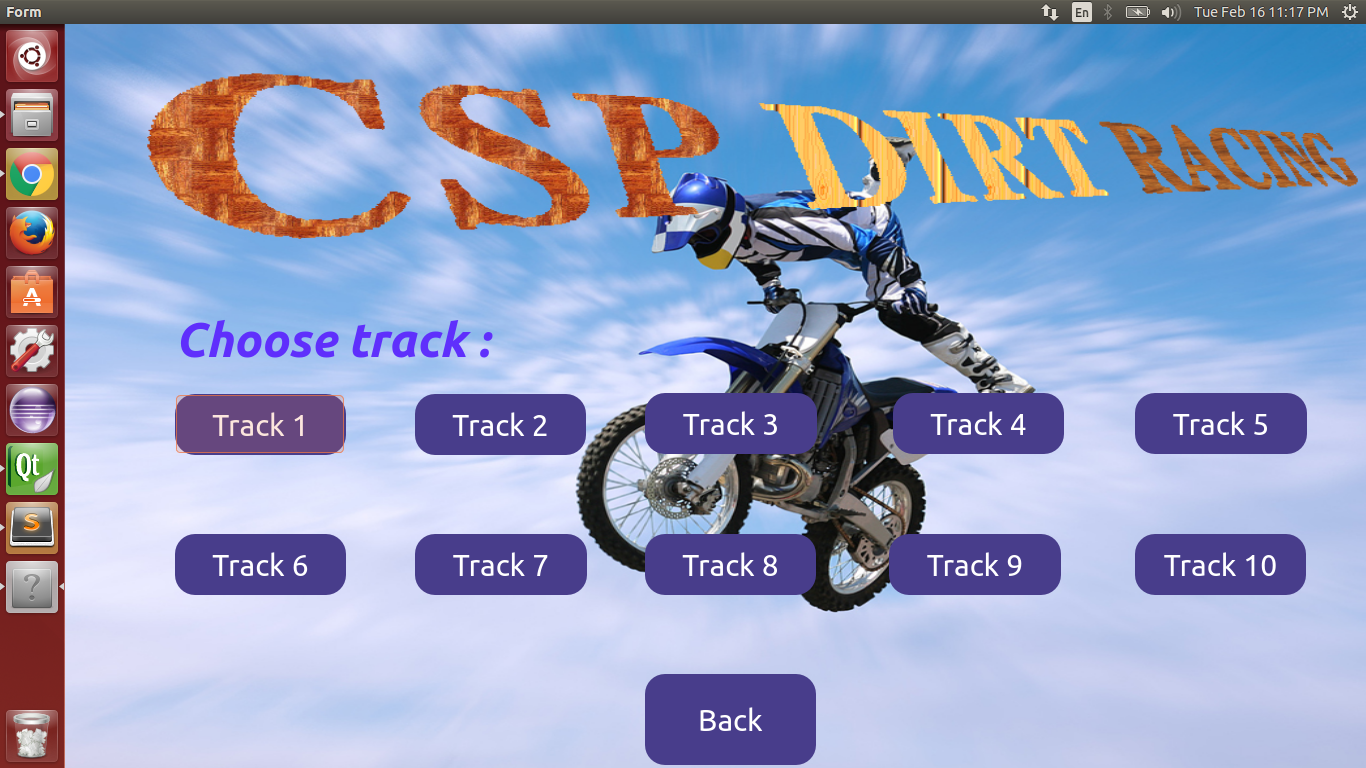 Form
En
Tue Feb 16 11:17 PM
CSP DIRT RACING
Choose track :
Track 1 Track 2 Track 3 Track 4 Track 5
Track 6 Track 7 Track 8 Track 9 Track 10
Back
A
Qt
S
?